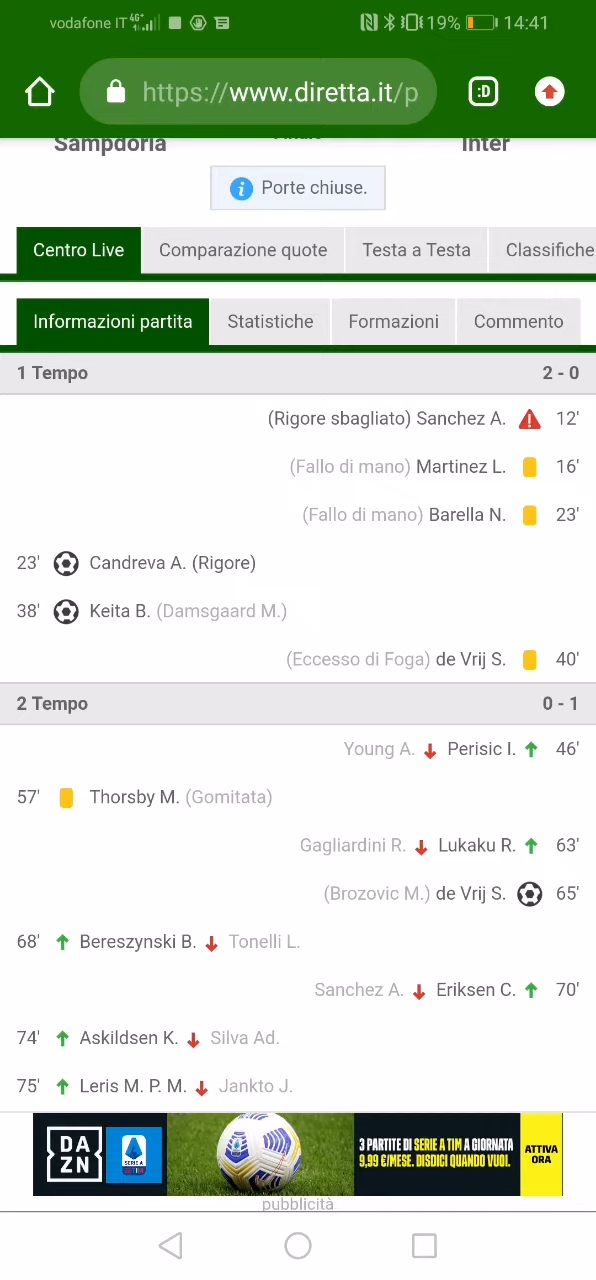 vodafone IT 4G+ 19% 14:41
https://www.diretta.it/p :D
Sampdoria Inter
Porte chiuse.
Centro Live Comparazione quote Testa a Testa Classifiche
Informazioni partita Statistiche Formazioni Commento
1 Tempo 2 - 0
(Rigore sbagliato) Sanchez A. 12'
(Fallo di mano) Martinez L. 16'
(Fallo di mano) Barella N. 23'
23' Candreva A. (Rigore)
38' Keita B. (Damsgaard M.)
(Eccesso di Foga) de Vrij S. 40'
2 Tempo 0 - 1
Young A. Perisic I. 46'
57' Thorsby M. (Gomitata)
Gagliardini R. Lukaku R. 63'
(Brozovic M.) de Vrij S. 65'
68' Bereszynski B. Tonelli L.
Sanchez A. Eriksen C. 70'
74' Askildsen K. Silva Ad.
75' Leris M. P. M. Jankto J.
DA
ZN
SERIE A
TIM
3 PARTITE DI SERIE A TIM A GIORNATA
9,99 €/MESE. DISDICI QUANDO VUOI.
ATTIVA
ORA
pubblicità